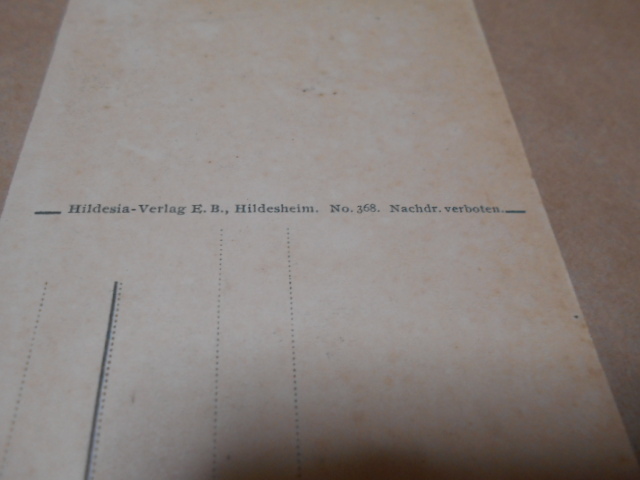 Hildesia-Verlag E. B., Hildesheim. No. 368. Nachdr. verboten.